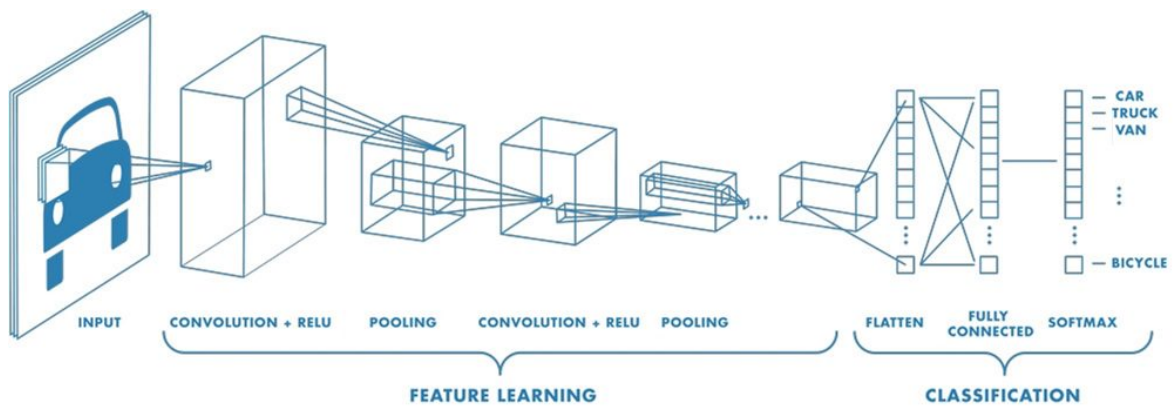 CAR
TRUCK
VAN
BICYCLE
INPUT
CONVOLUTION + RELU
POOLING
CONVOLUTION + RELU
POOLING
FLATTEN
FULLY
CONNECTED
SOFTMAX
FEATURE LEARNING
CLASSIFICATION